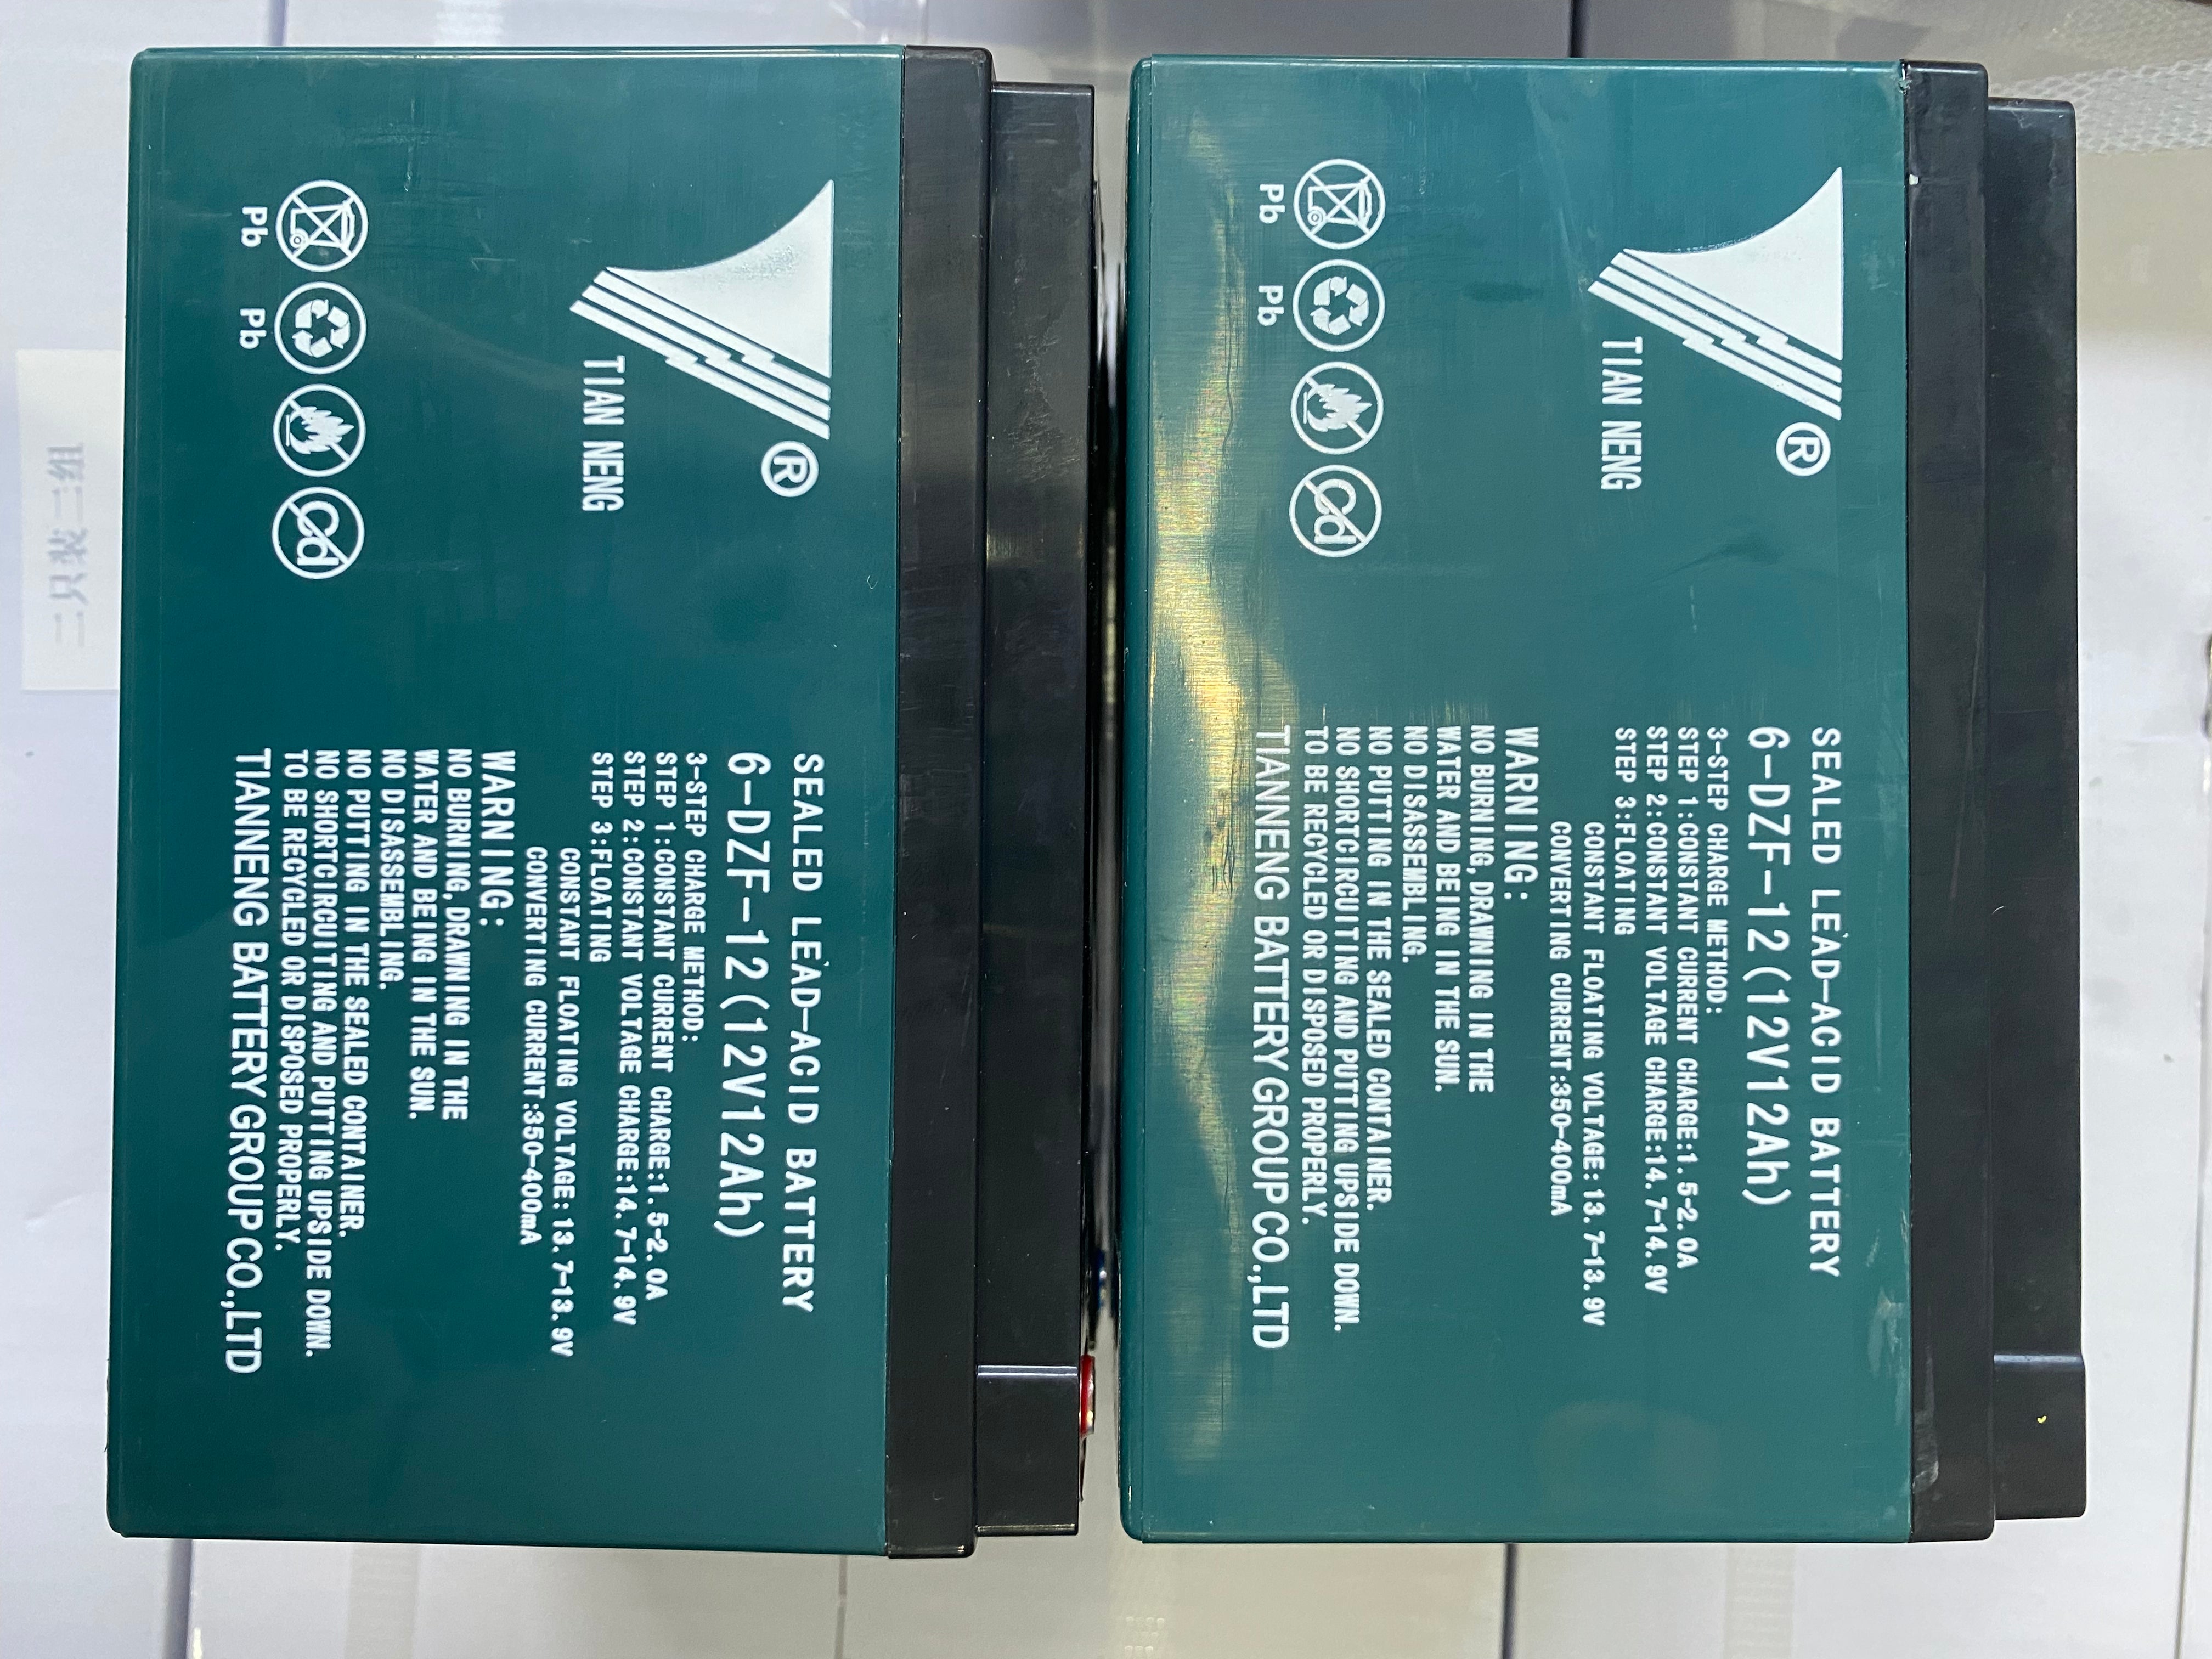 TIAN NENG
®
Pb
Pb
Cd
SEALED LEAD-ACID BATTERY
6-DZF-12(12V12Ah)
3-STEP CHARGE METHOD:
STEP 1:CONSTANT CURRENT CHARGE:1.5-2.0A
STEP 2:CONSTANT VOLTAGE CHARGE:14.7-14.9V
STEP 3:FLOATING
CONSTANT FLOATING VOLTAGE:13.7-13.9V
CONVERTING CURRENT:350-400mA
WARNING:
NO BURNING, DRAWNING IN THE
WATER AND BEING IN THE SUN.
NO DISASSEMBLING.
NO PUTTING IN THE SEALED CONTAINER.
NO SHORTCIRCUITING AND PUTTING UPSIDE DOWN.
TO BE RECYCLED OR DISPOSED PROPERLY.
TIANNENG BATTERY GROUP CO.,LTD
TIAN NENG
®
Pb
Pb
Cd
SEALED LEAD-ACID BATTERY
6-DZF-12(12V12Ah)
3-STEP CHARGE METHOD:
STEP 1:CONSTANT CURRENT CHARGE:1.5-2.0A
STEP 2:CONSTANT VOLTAGE CHARGE:14.7-14.9V
STEP 3:FLOATING
CONSTANT FLOATING VOLTAGE:13.7-13.9V
CONVERTING CURRENT:350-400mA
WARNING:
NO BURNING, DRAWNING IN THE
WATER AND BEING IN THE SUN.
NO DISASSEMBLING.
NO PUTTING IN THE SEALED CONTAINER.
NO SHORTCIRCUITING AND PUTTING UPSIDE DOWN.
TO BE RECYCLED OR DISPOSED PROPERLY.
TIANNENG BATTERY GROUP CO.,LTD
二只装二组